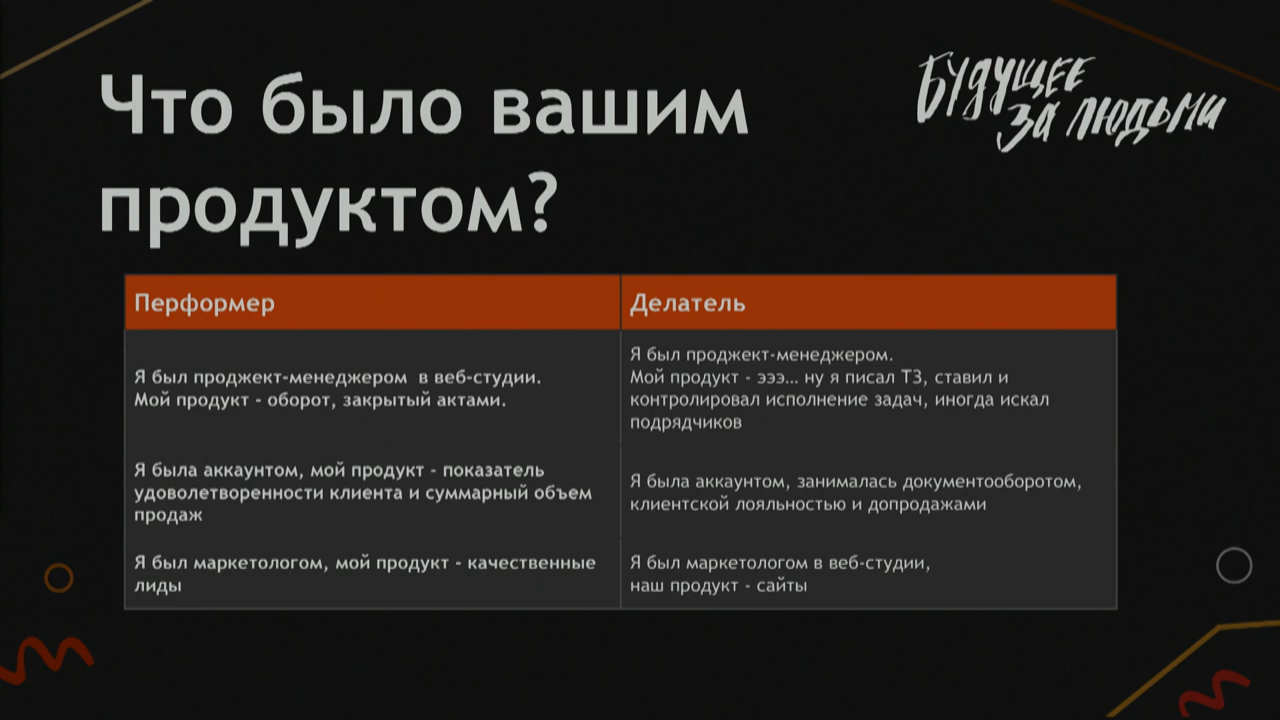 Что было вашим
продуктом?
БУДУЩЕЕ
ЗА ЛЮДЬМИ
Перформер
Делатель
Я был проджект-менеджером в веб-студии.
Мой продукт - оборот, закрытый актами.
Я был проджект-менеджером.
Мой продукт - эээ... ну я писал ТЗ, ставил и
контролировал исполнение задач, иногда искал
подрядчиков
Я была аккаунтом, мой продукт - показатель
удоволетворенности клиента и суммарный объем
продаж
Я была аккаунтом, занималась документооборотом,
клиентской лояльностью и допродажами
Я был маркетологом, мой продукт - качественные
лиды
Я был маркетологом в веб-студии,
наш продукт - сайты